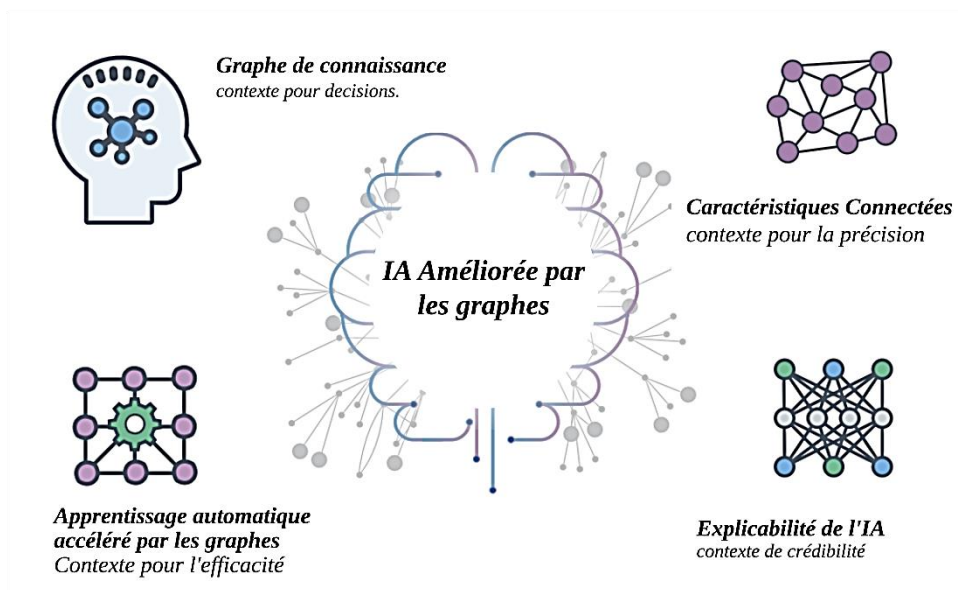 Graphe de connaissance
contexte pour decisions.
Caractéristiques Connectées
contexte pour la précision
IA Améliorée par
les graphes
Apprentissage automatique
accéléré par les graphes
Contexte pour l'efficacité
Explicabilité de l'IA
contexte de crédibilité